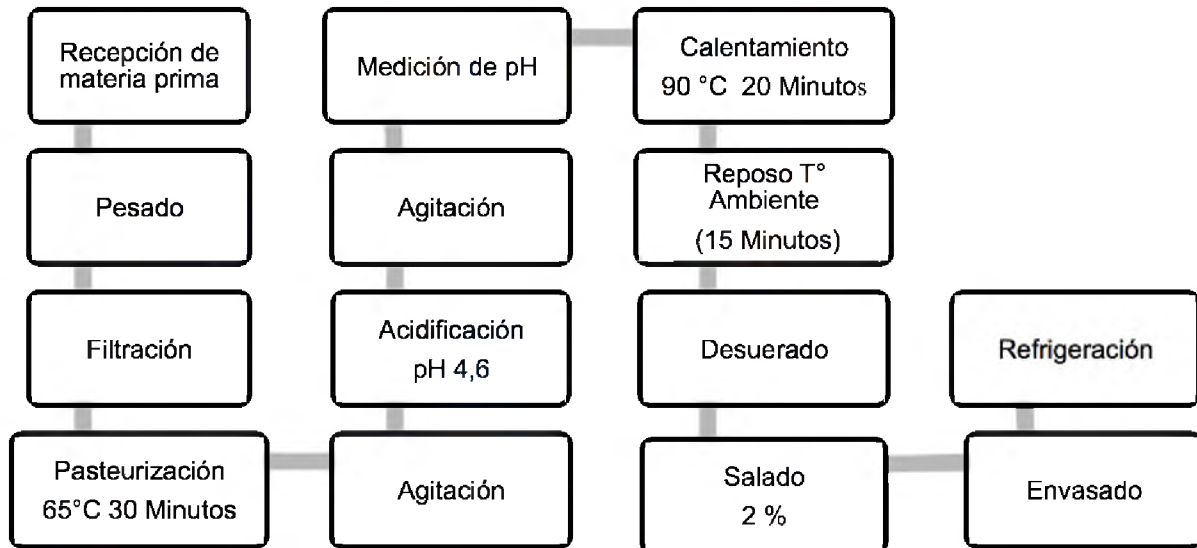 Recepción de
materia prima
Pesado
Filtración
Pasteurización
65°C 30 Minutos
Agitación
Acidificación
pH 4,6
Agitación
Medición de pH
Calentamiento
90 °C 20 Minutos
Reposo T°
Ambiente
(15 Minutos)
Desuerado
Salado
2 %
Envasado
Refrigeración